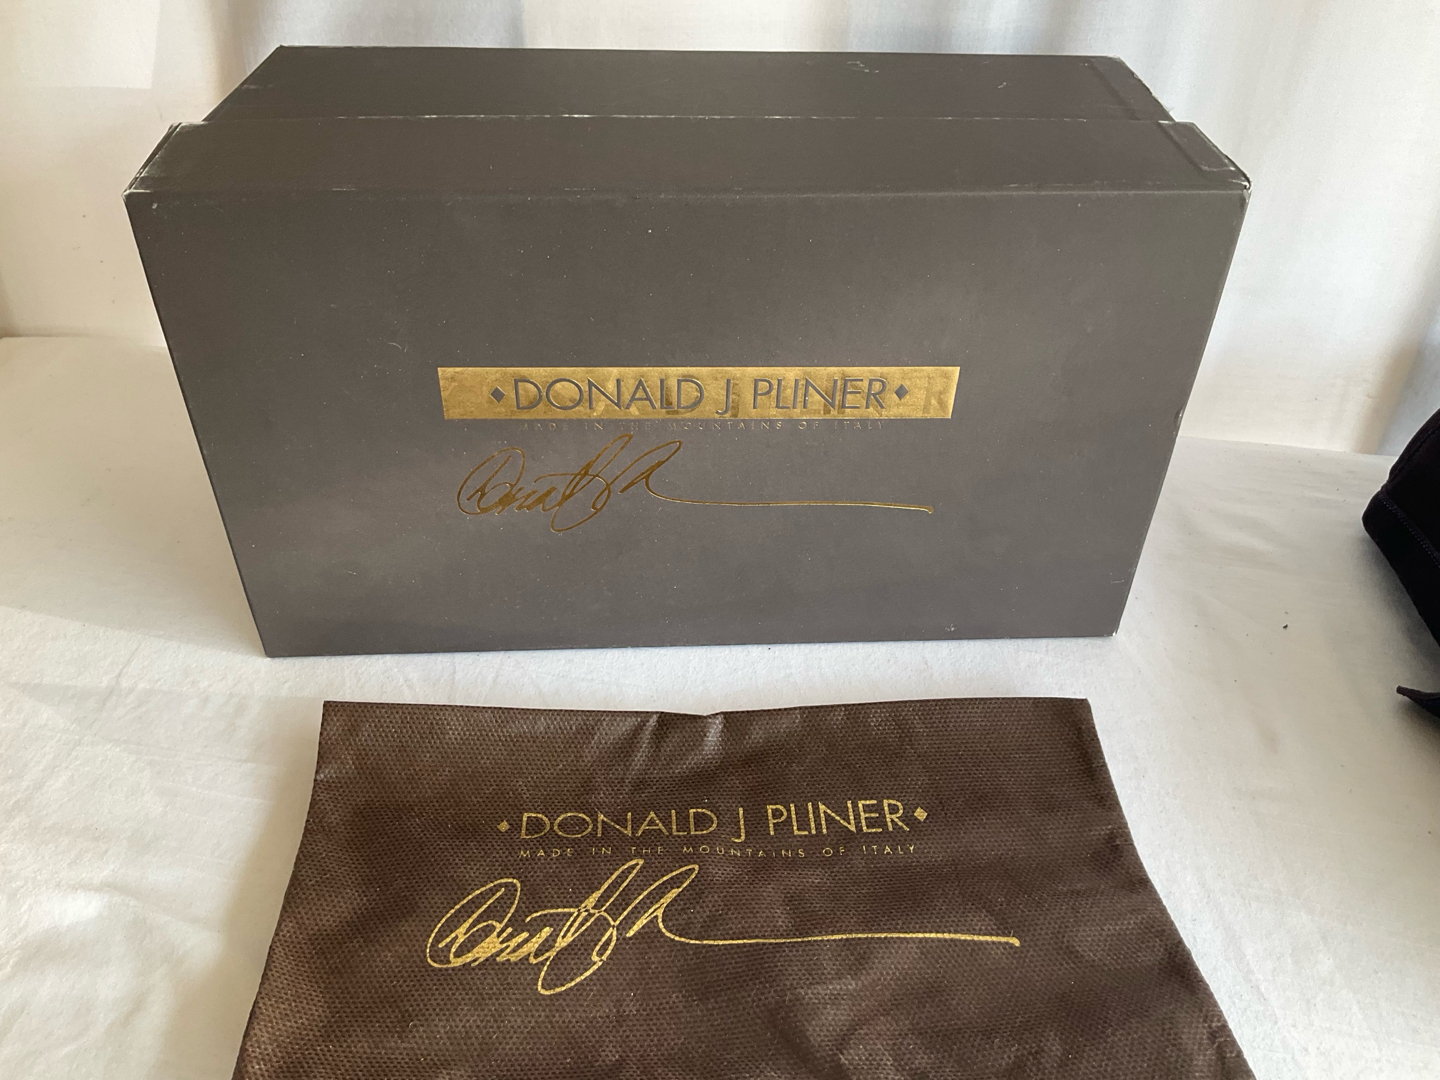 DONALD J PLINER
MADE IN THE MOUNTAINS OF ITALY
DONALD J PLINER
MADE IN THE MOUNTAINS OF ITALY